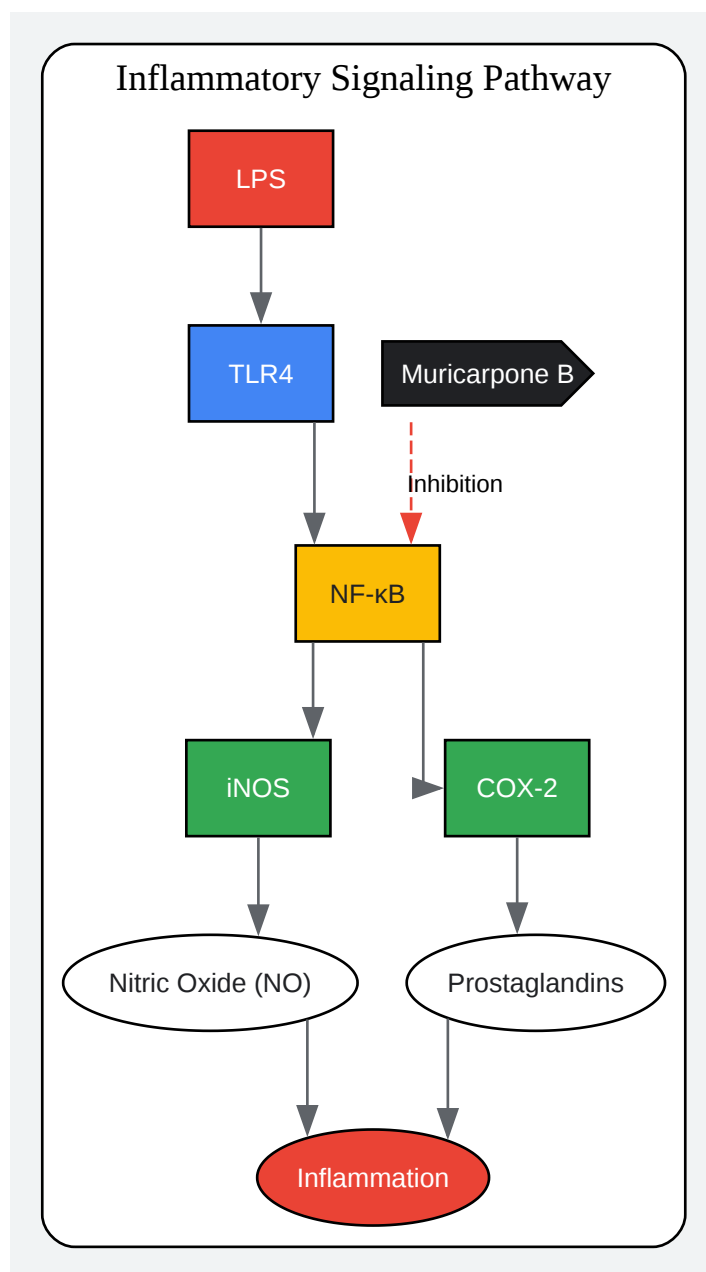 Inflammatory Signaling Pathway
LPS
TLR4
Muricarpone B
Inhibition
NF-κB
iNOS
COX-2
Nitric Oxide (NO)
Prostaglandins
Inflammation